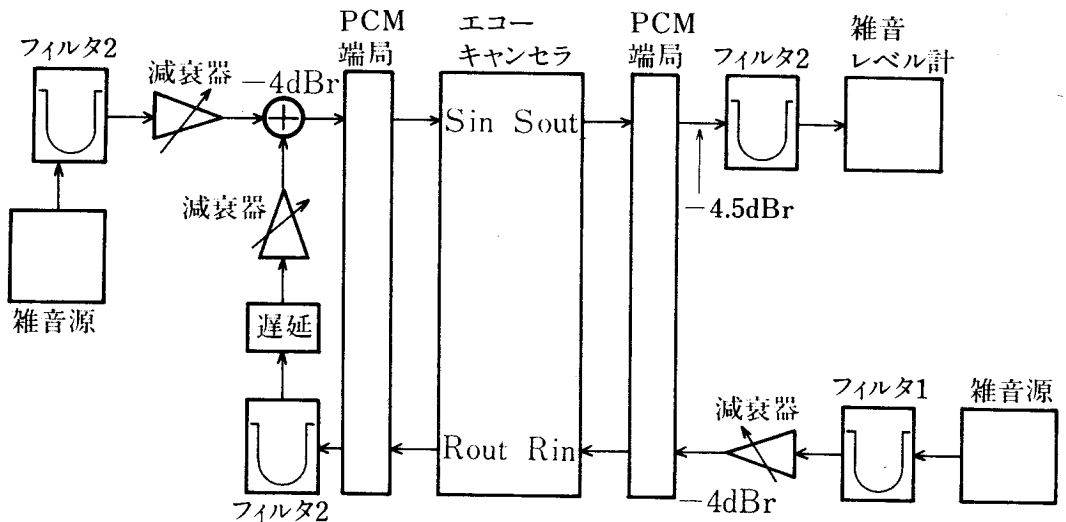 フィルタ2
減衰器
−4dBr
PCM
端局
エコー
キャンセラ
PCM
端局
フィルタ2
雑音
レベル計
Sin Sout
−4.5dBr
減衰器
雑音源
遅延
フィルタ2
Rout Rin
減衰器
−4dBr
フィルタ1
雑音源